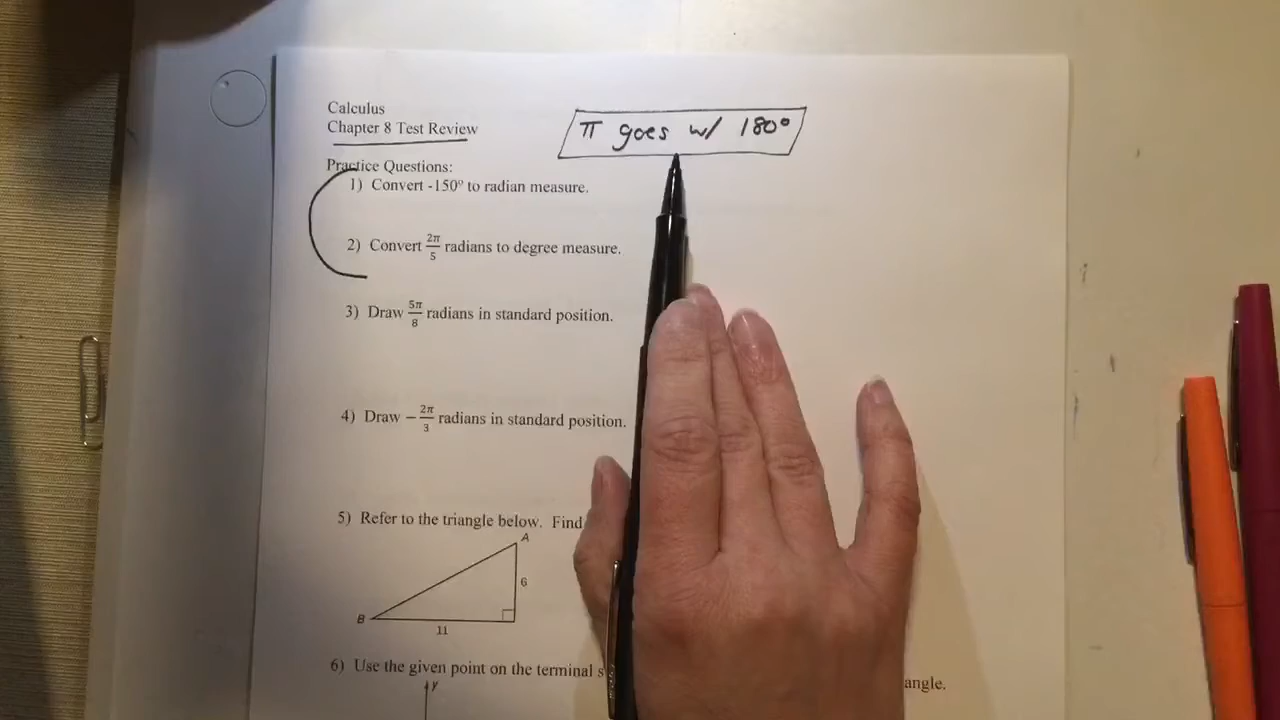 Calculus
Chapter 8 Test Review
π goes w/ 180°
Practice Questions:
1) Convert -150° to radian measure.
2) Convert 2π/5 radians to degree measure.
3) Draw 5π/8 radians in standard position.
4) Draw −2π/3 radians in standard position.
5) Refer to the triangle below. Find
A
6
B
11
6) Use the given point on the terminal s
angle.
y